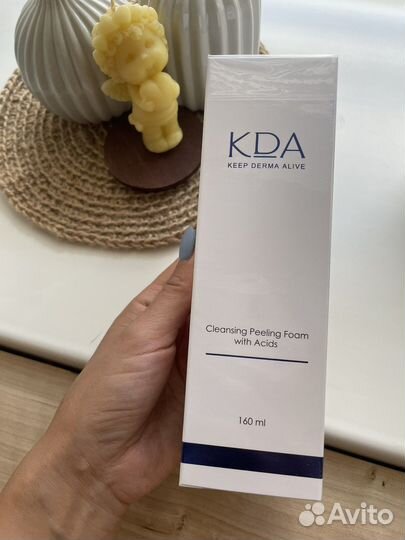 KDA
KEEP DERMA ALIVE
Cleansing Peeling Foam
with Acids
160 ml
Avito